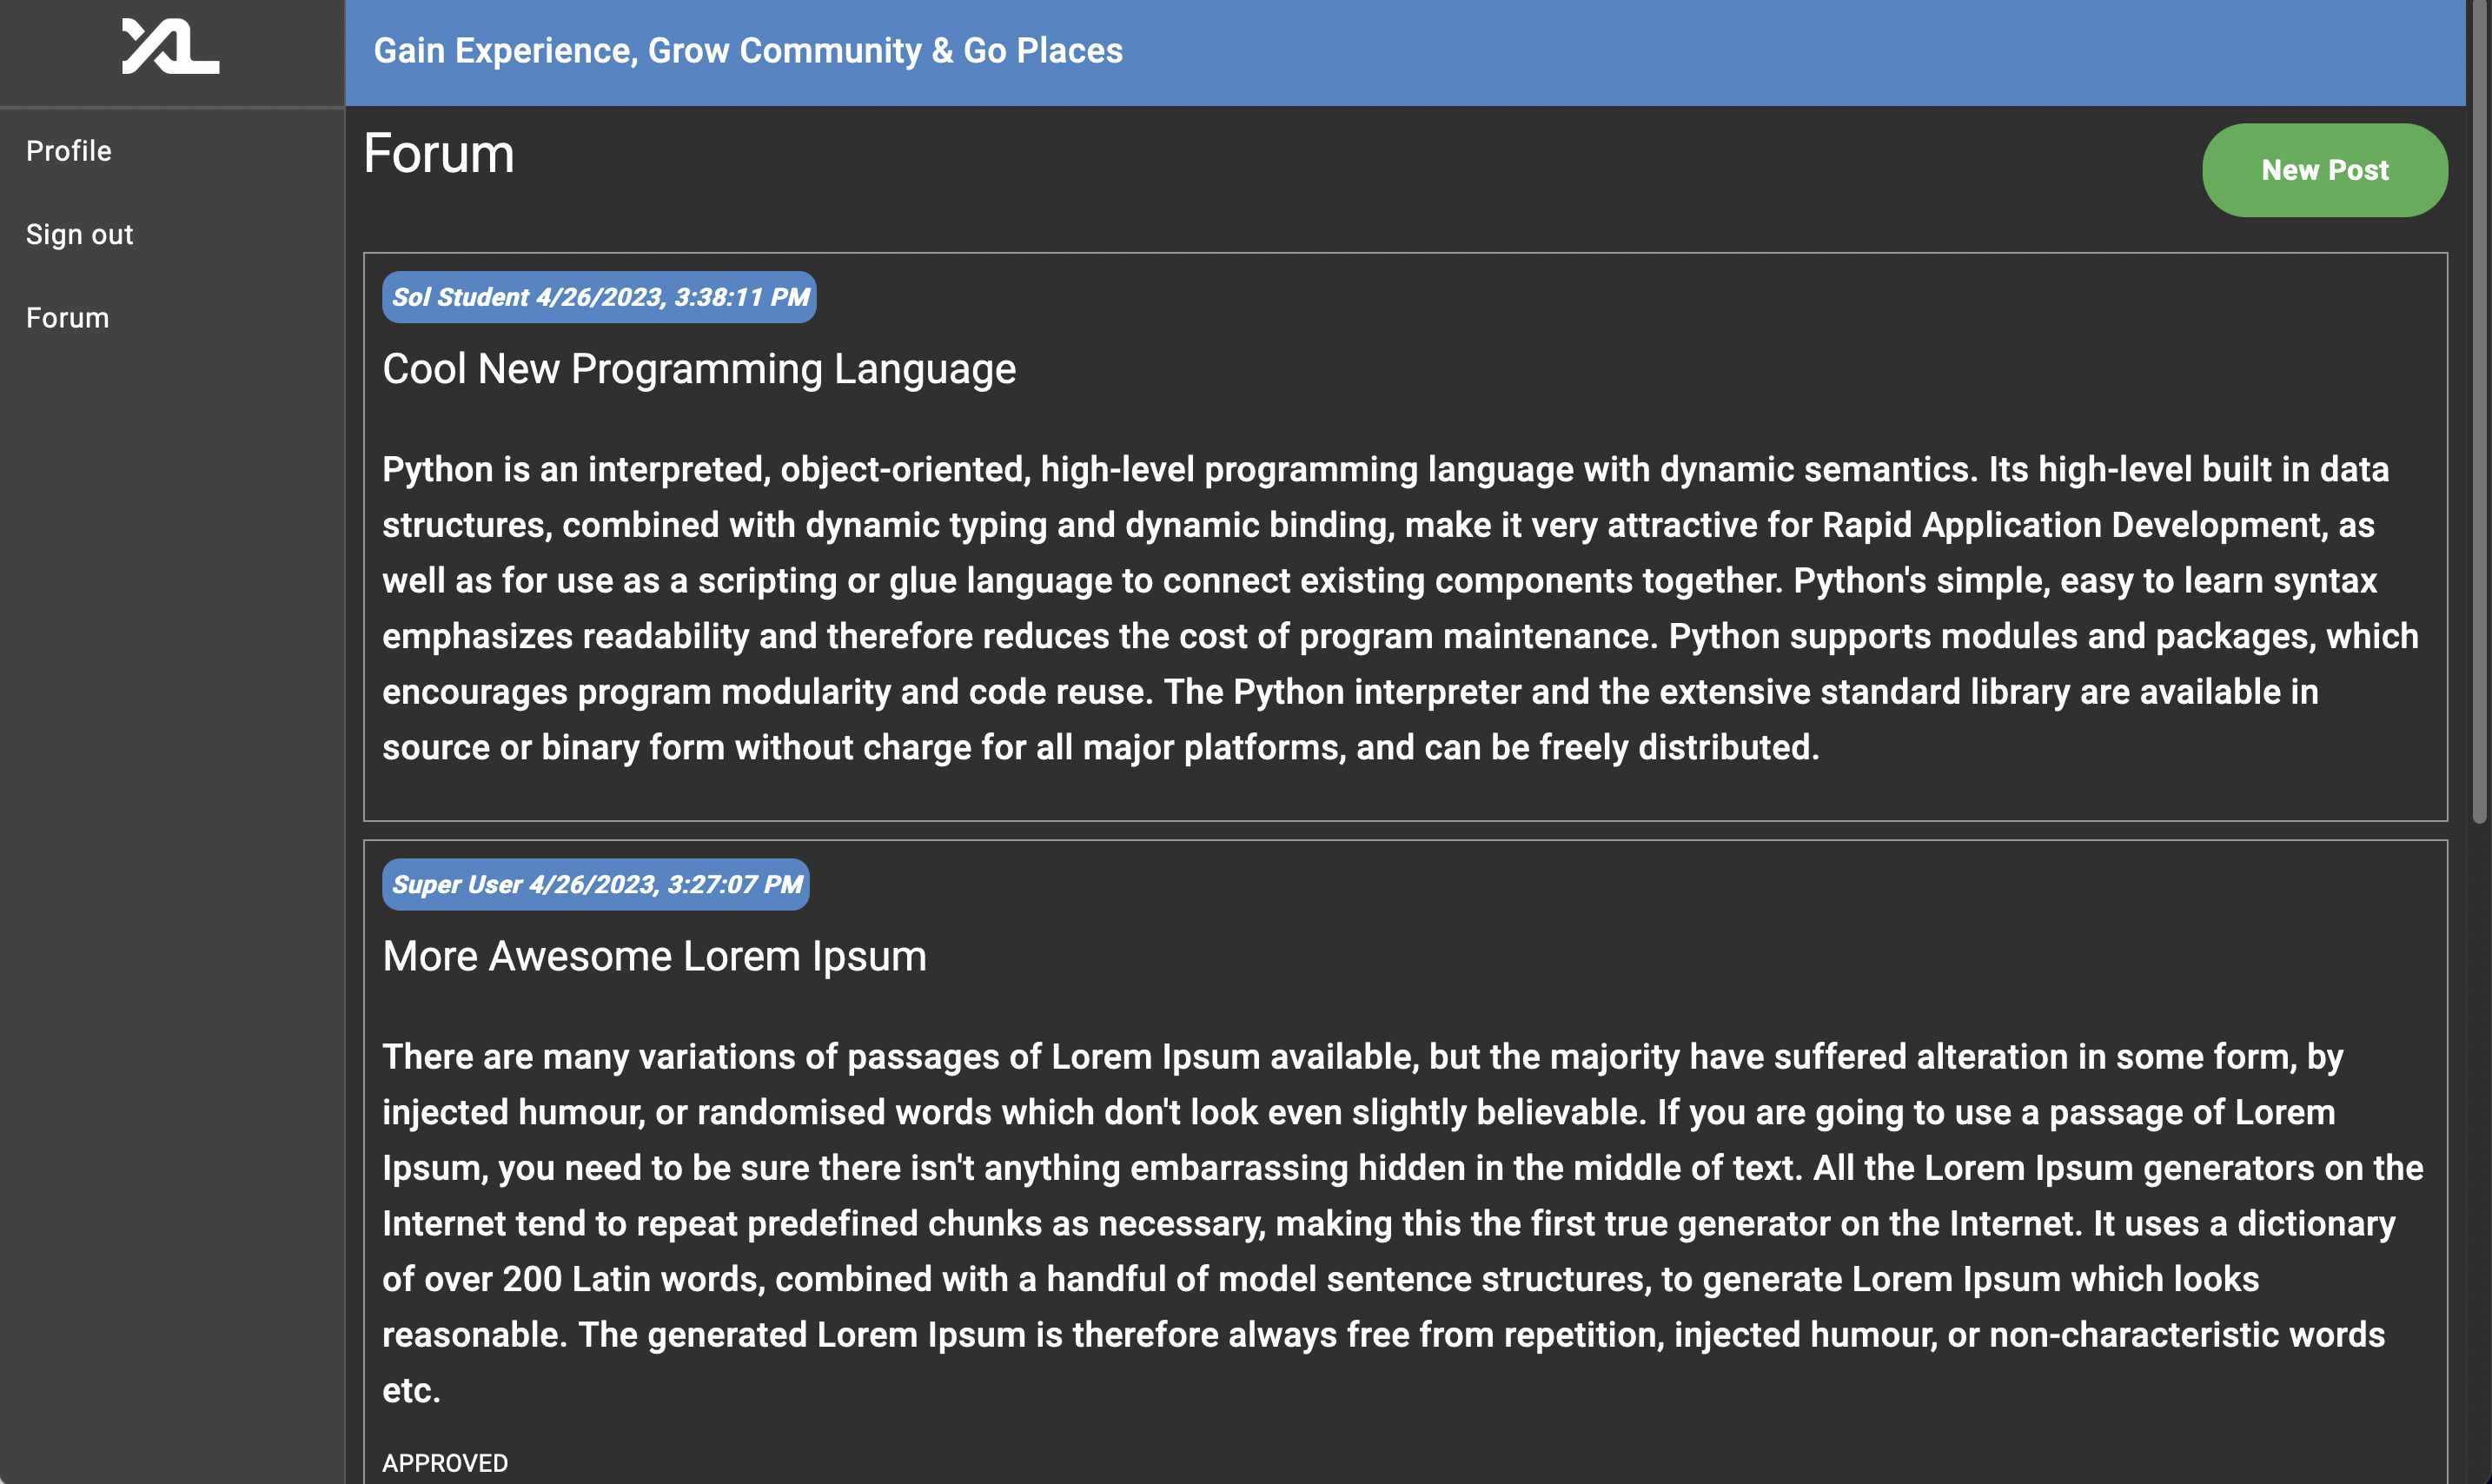 XL
Gain Experience, Grow Community & Go Places
Profile
Sign out
Forum
Forum
New Post
Sol Student 4/26/2023, 3:38:11 PM
Cool New Programming Language
Python is an interpreted, object-oriented, high-level programming language with dynamic semantics. Its high-level built in data
structures, combined with dynamic typing and dynamic binding, make it very attractive for Rapid Application Development, as
well as for use as a scripting or glue language to connect existing components together. Python's simple, easy to learn syntax
emphasizes readability and therefore reduces the cost of program maintenance. Python supports modules and packages, which
encourages program modularity and code reuse. The Python interpreter and the extensive standard library are available in
source or binary form without charge for all major platforms, and can be freely distributed.
Super User 4/26/2023, 3:27:07 PM
More Awesome Lorem Ipsum
There are many variations of passages of Lorem Ipsum available, but the majority have suffered alteration in some form, by
injected humour, or randomised words which don't look even slightly believable. If you are going to use a passage of Lorem
Ipsum, you need to be sure there isn't anything embarrassing hidden in the middle of text. All the Lorem Ipsum generators on the
Internet tend to repeat predefined chunks as necessary, making this the first true generator on the Internet. It uses a dictionary
of over 200 Latin words, combined with a handful of model sentence structures, to generate Lorem Ipsum which looks
reasonable. The generated Lorem Ipsum is therefore always free from repetition, injected humour, or non-characteristic words
etc.
APPROVED